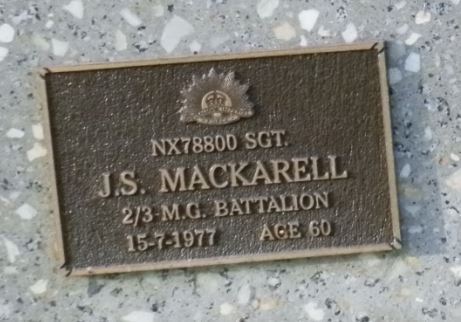 NX78800 SGT.
J.S. MACKARELL
2/3 M.G. BATTALION
15-7-1977 AGE 60